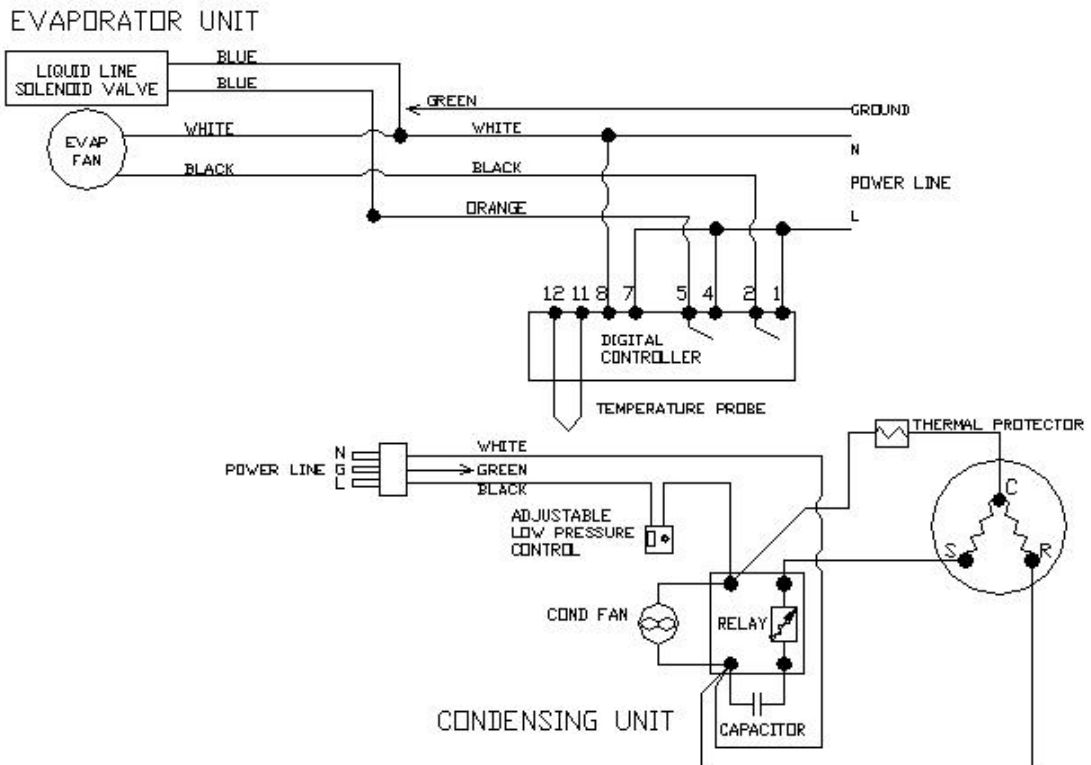 EVAPORATOR UNIT
LIQUID LINE
SOLENOID VALVE
BLUE
BLUE
GREEN
GROUND
EVAP
FAN
WHITE
WHITE
N
BLACK
BLACK
POWER LINE
ORANGE
L
12 11 8 7 5 4 2 1
DIGITAL
CONTROLLER
TEMPERATURE PROBE
THERMAL PROTECTOR
POWER LINE
N
G
L
WHITE
GREEN
BLACK
ADJUSTABLE
LOW PRESSURE
CONTROL
C
S
R
COND FAN
RELAY
CAPACITOR
CONDENSING UNIT